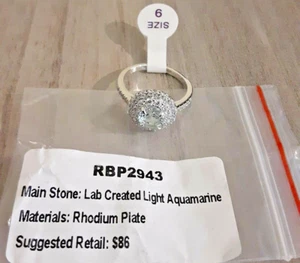 SIZE
6
RBP2943
Main Stone: Lab Created Light Aquamarine
Materials: Rhodium Plate
Suggested Retail: $86